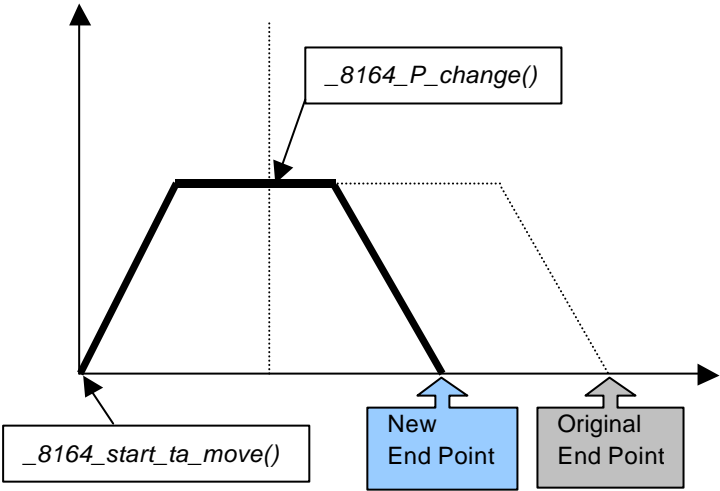 _8164_P_change()
_8164_start_ta_move()
New
End Point
Original
End Point